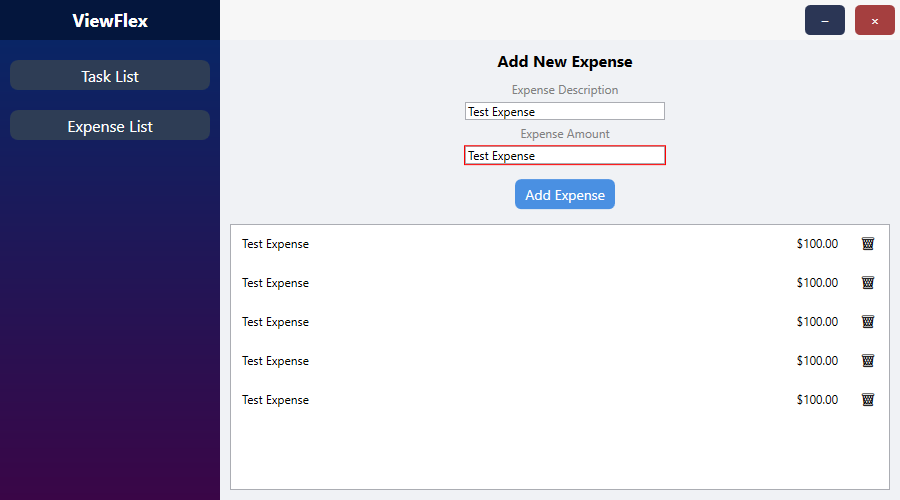 ViewFlex
– ×
Task List
Expense List
Add New Expense
Expense Description
Test Expense
Expense Amount
Test Expense
Add Expense
Test Expense $100.00
Test Expense $100.00
Test Expense $100.00
Test Expense $100.00
Test Expense $100.00